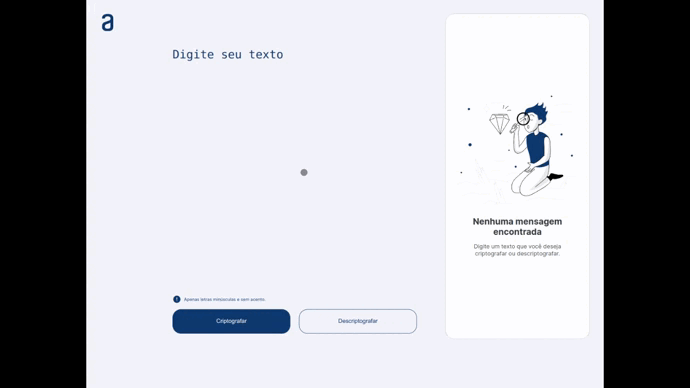 a
Digite seu texto
Nenhuma mensagem
encontrada
Digite um texto que você deseja
criptografar ou descriptografar.
! Apenas letras minúsculas e sem acento.
Criptografar
Descriptografar